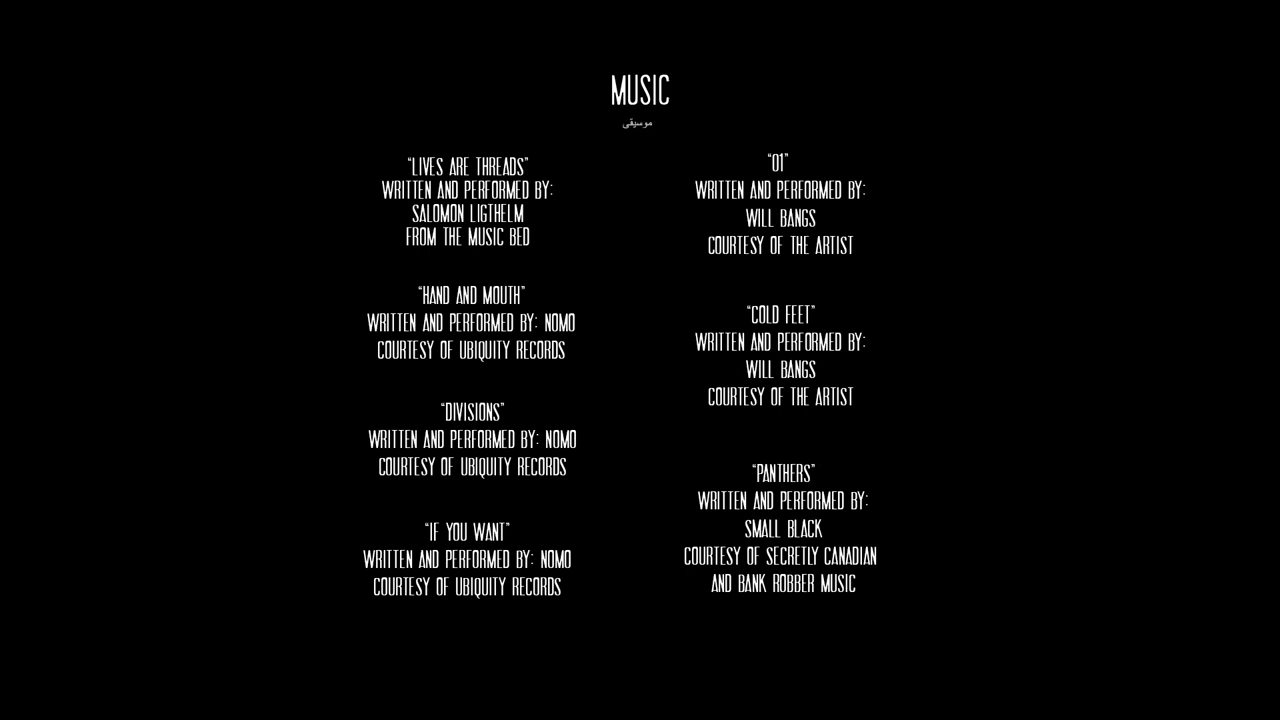 MUSIC
موسیقی
“LIVES ARE THREADS”
WRITTEN AND PERFORMED BY:
SALOMON LIGTHELM
FROM THE MUSIC BED
“HAND AND MOUTH”
WRITTEN AND PERFORMED BY: NOMO
COURTESY OF UBIQUITY RECORDS
“DIVISIONS”
WRITTEN AND PERFORMED BY: NOMO
COURTESY OF UBIQUITY RECORDS
“IF YOU WANT”
WRITTEN AND PERFORMED BY: NOMO
COURTESY OF UBIQUITY RECORDS
“01”
WRITTEN AND PERFORMED BY:
WILL BANGS
COURTESY OF THE ARTIST
“COLD FEET”
WRITTEN AND PERFORMED BY:
WILL BANGS
COURTESY OF THE ARTIST
“PANTHERS”
WRITTEN AND PERFORMED BY:
SMALL BLACK
COURTESY OF SECRETLY CANADIAN
AND BANK ROBBER MUSIC